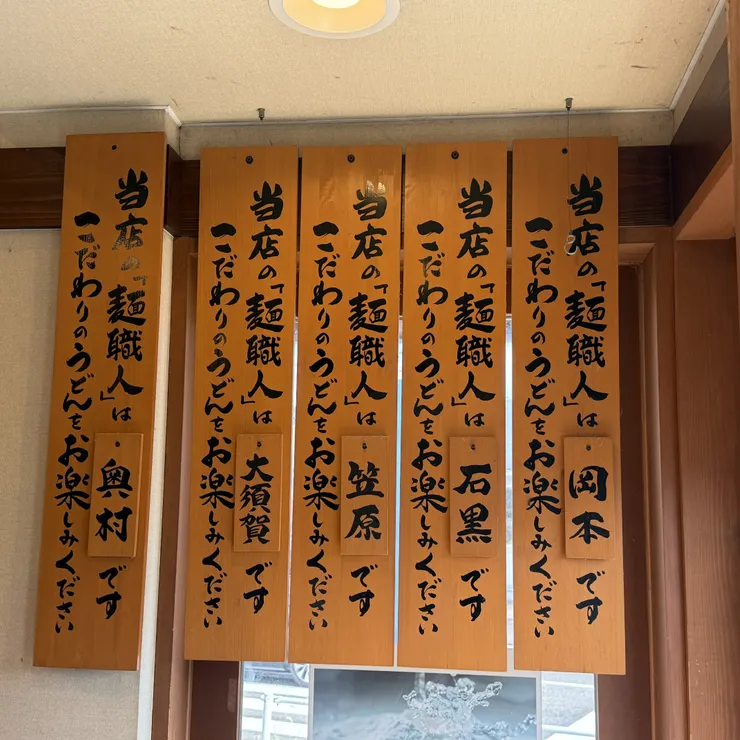 当店の「麺職人」は岡本です
こだわりのうどんをお楽しみください
当店の「麺職人」は石黒です
こだわりのうどんをお楽しみください
当店の「麺職人」は笠原です
こだわりのうどんをお楽しみください
当店の「麺職人」は大須賀です
こだわりのうどんをお楽しみください
当店の「麺職人」は奥村です
こだわりのうどんをお楽しみください